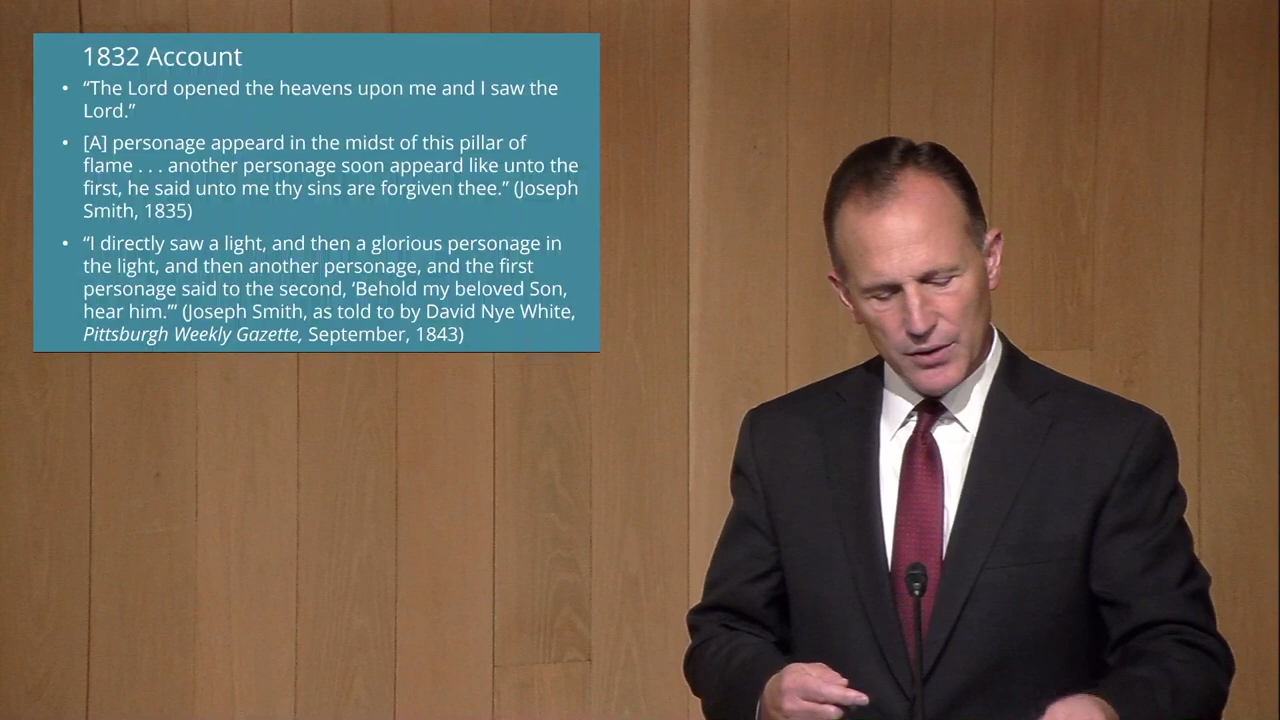 1832 Account
• “The Lord opened the heavens upon me and I saw the
Lord.”
• [A] personage appeard in the midst of this pillar of
flame . . . another personage soon appeard like unto the
first, he said unto me thy sins are forgiven thee.” (Joseph
Smith, 1835)
• “I directly saw a light, and then a glorious personage in
the light, and then another personage, and the first
personage said to the second, ‘Behold my beloved Son,
hear him.’” (Joseph Smith, as told to by David Nye White,
Pittsburgh Weekly Gazette, September, 1843)